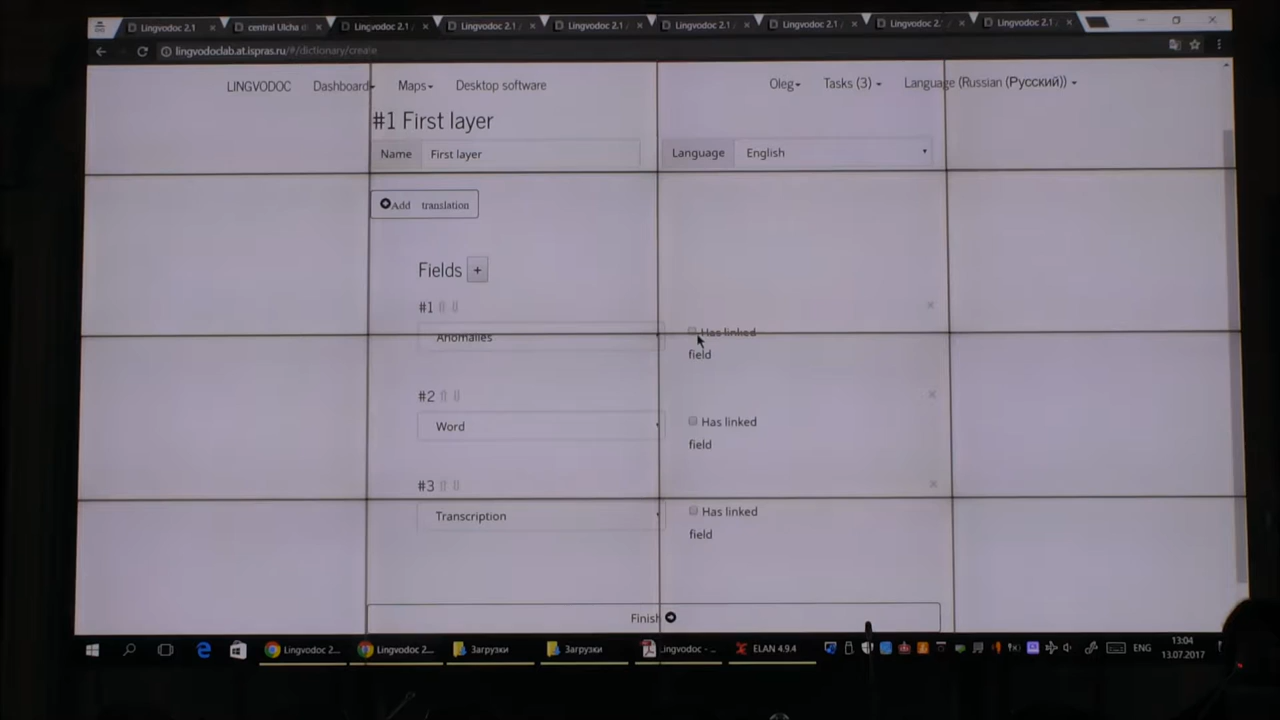 Lingvodoc 2.1
central Ulcha d
Lingvodoc 2.1
Lingvodoc 2.1
Lingvodoc 2.1
Lingvodoc 2.1
Lingvodoc 2.1
Lingvodoc 2.
Lingvodoc 2.1
lingvodoclab.at.ispras.ru/#/dictionary/create
LINGVODOC Dashboard Maps Desktop software Oleg Tasks (3) Language (Russian (Русский))
#1 First layer
Name First layer Language English
Add translation
Fields +
#1
Anomalies Has linked
field
#2
Word Has linked
field
#3
Transcription Has linked
field
Finish
Lingvodoc 2... Lingvodoc 2... Загрузки Загрузки Lingvodoc - ... ELAN 4.9.4 ENG 13:04
13.07.2017